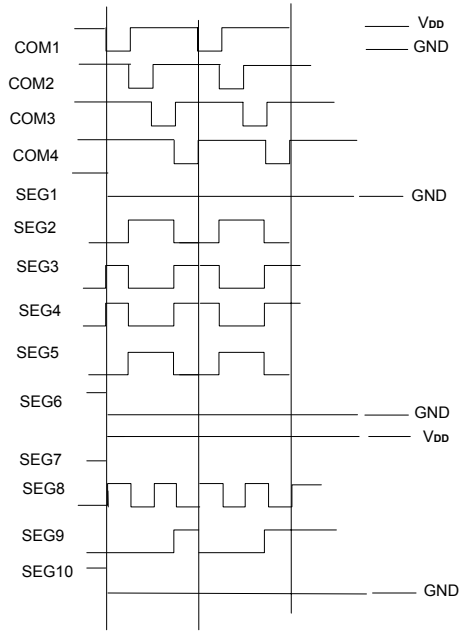 VDD
COM1
GND
COM2
COM3
COM4
SEG1
GND
SEG2
SEG3
SEG4
SEG5
SEG6
GND
VDD
SEG7
SEG8
SEG9
SEG10
GND